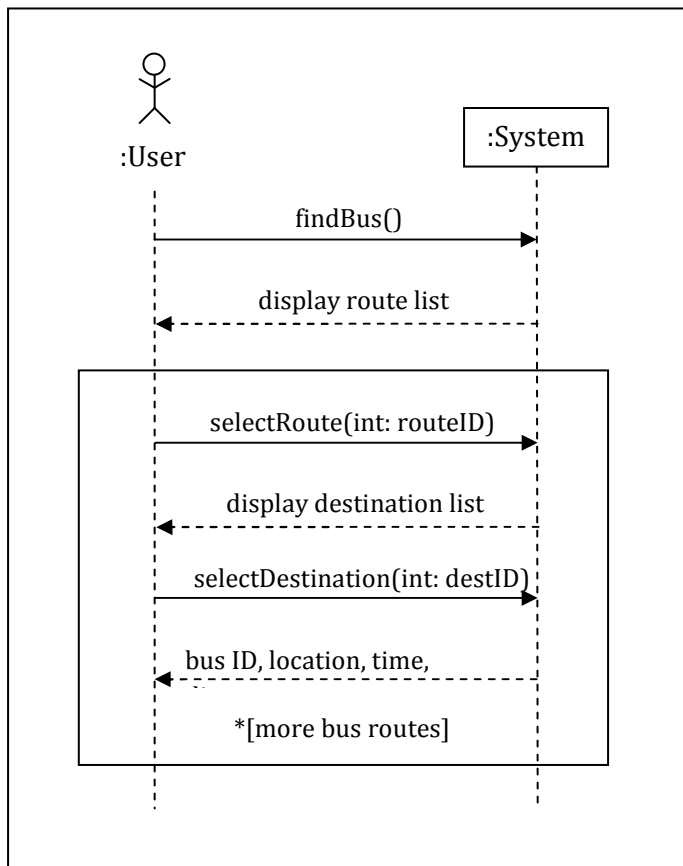 :User
:System
findBus()
display route list
selectRoute(int: routeID)
display destination list
selectDestination(int: destID)
bus ID, location, time,
*[more bus routes]